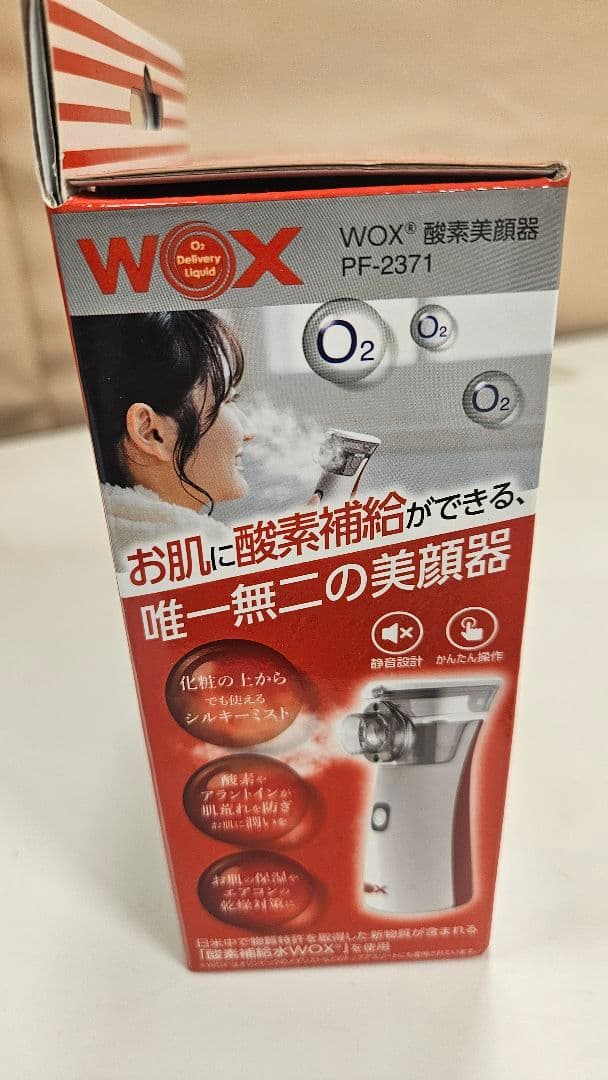 WOX
O₂
Delivery
Liquid
WOX® 酸素美顔器
PF-2371
O₂
O₂
O₂
お肌に酸素補給ができる、
唯一無二の美顔器
静音設計 かんたん操作
化粧の上から
でも使える
シルキーミスト
酸素や
アラントインが
肌荒れを防ぎ
お肌に潤いを
お肌の保湿や
エアコンの
乾燥対策に
WOX
日米中で物質特許を取得した新物質が含まれる
「酸素補給水WOX®」を使用